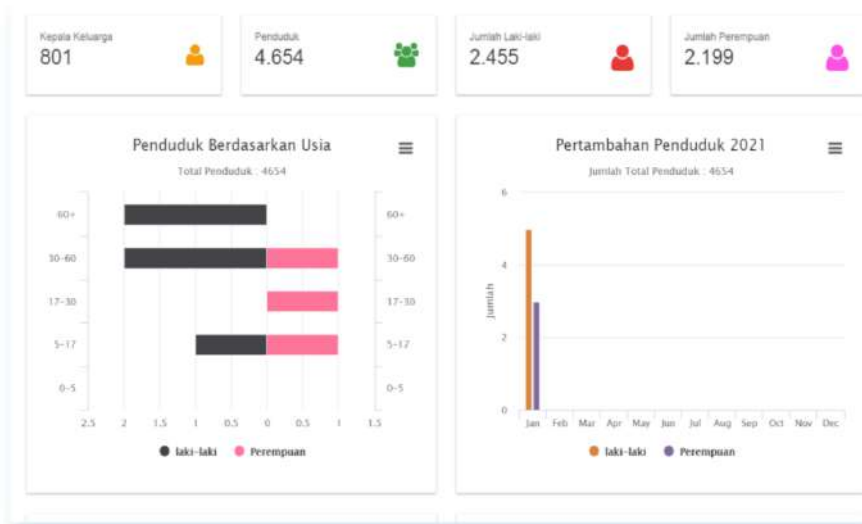 Kepala Keluarga
801
Penduduk
4.654
Jumlah Laki-laki
2.455
Jumlah Perempuan
2.199
Penduduk Berdasarkan Usia
Total Penduduk : 4654
60+
30-60
17-30
5-17
0-5
60+
30-60
17-30
5-17
0-5
2.5 2 1.5 1 0.5 0 0.5 1 1.5
laki-laki Perempuan
Pertambahan Penduduk 2021
Jumlah Total Penduduk : 4654
Jumlah
6
4
2
0
Jan Feb Mar Apr May Jun Jul Aug Sep Oct Nov Dec
laki-laki Perempuan